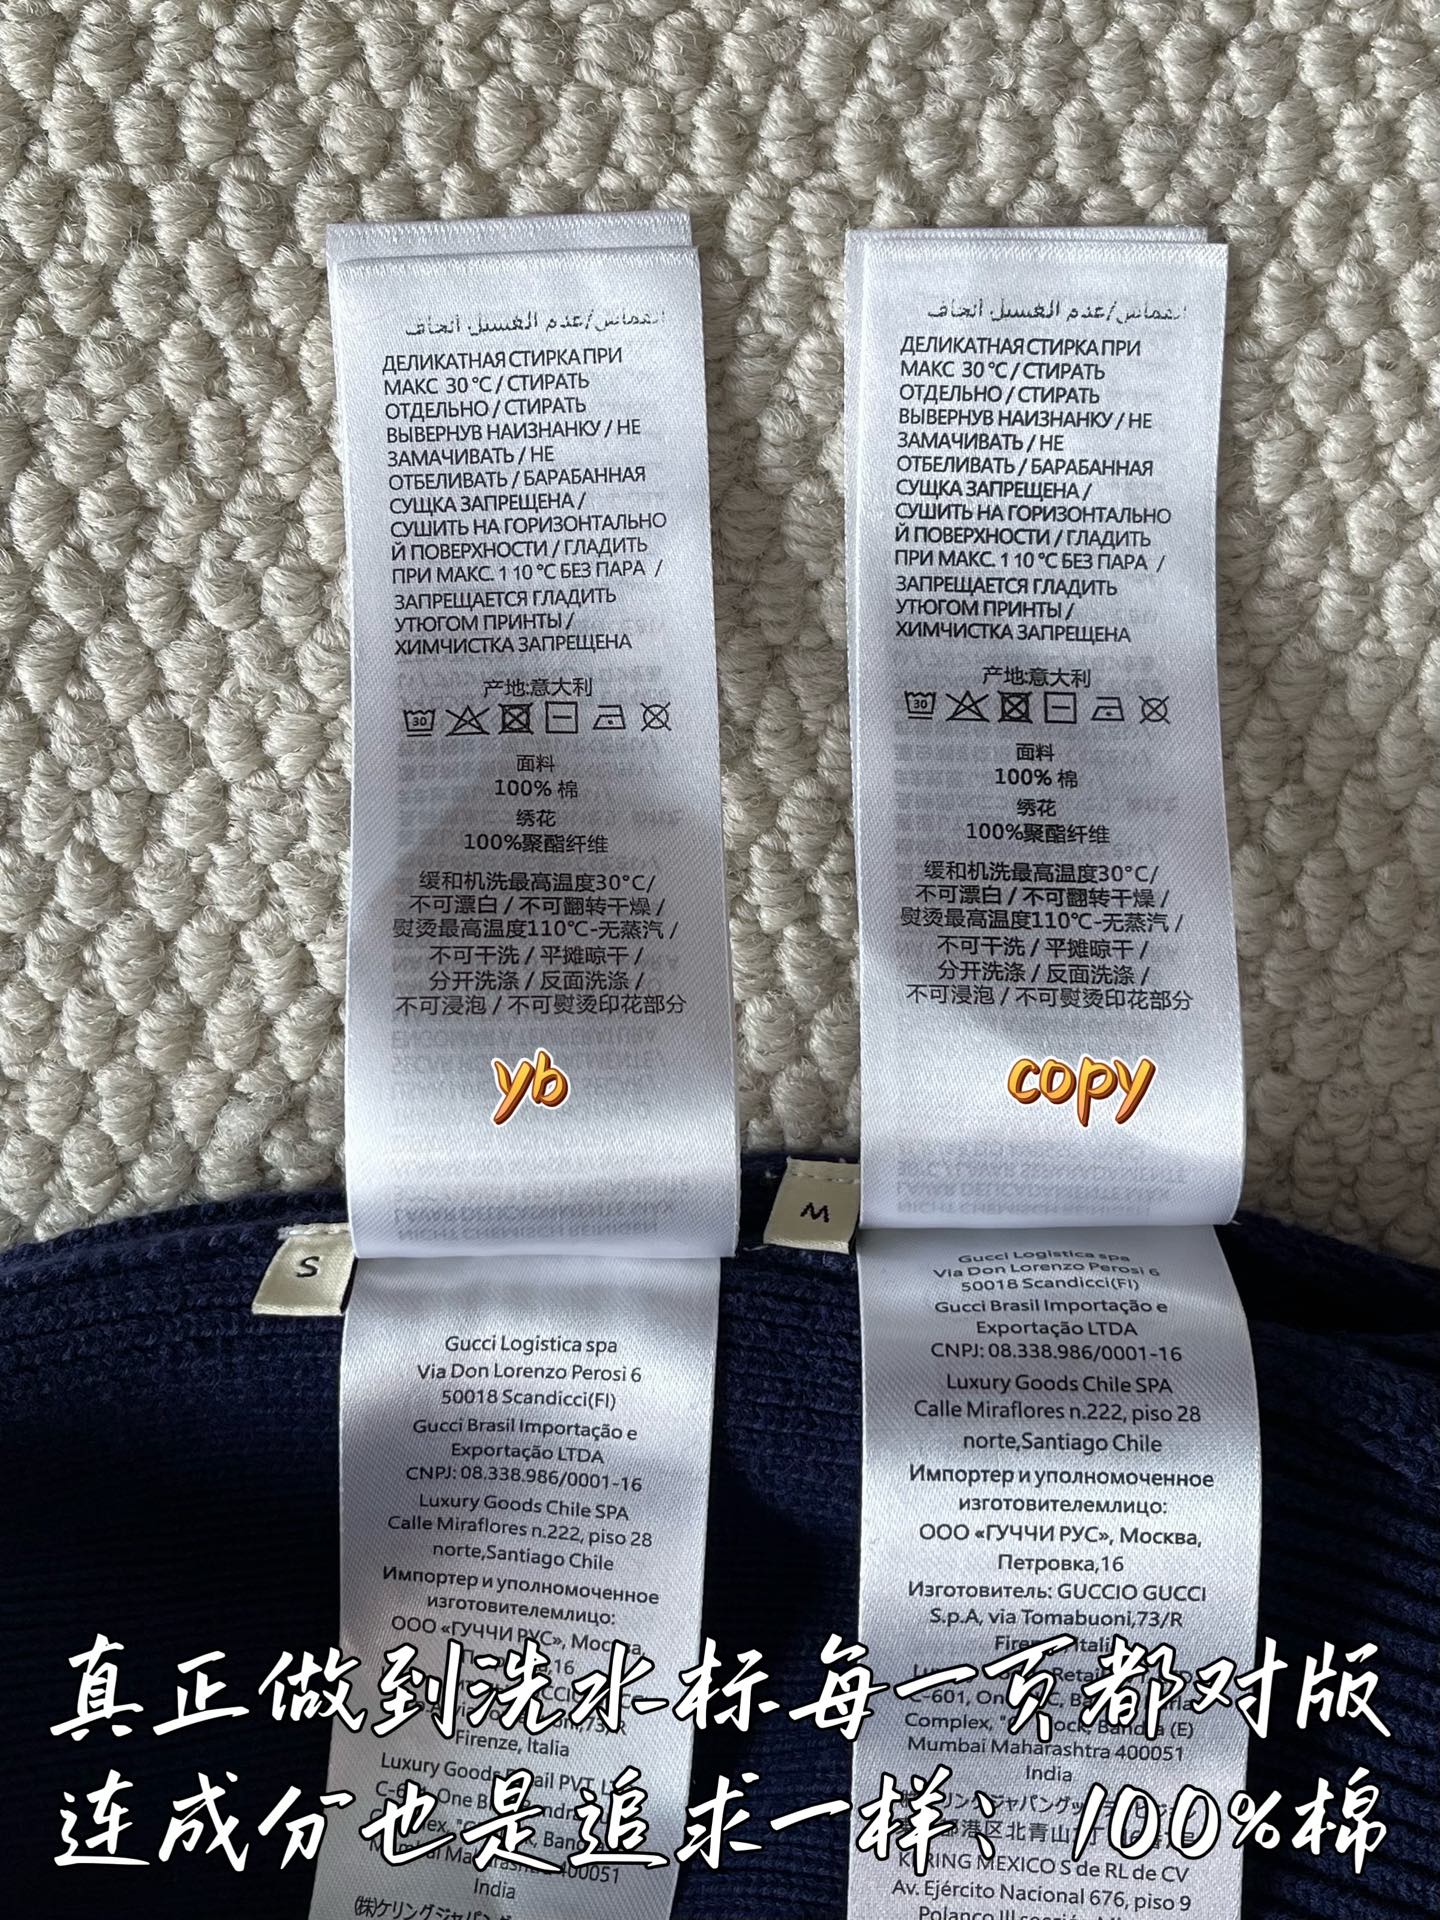 انغماس/عدم الغسيل الجاف
ДЕЛИКАТНАЯ СТИРКА ПРИ
МАКС 30 °C / СТИРАТЬ
ОТДЕЛЬНО / СТИРАТЬ
ВЫВЕРНУВ НАИЗНАНКУ / НЕ
ЗАМАЧИВАТЬ / НЕ
ОТБЕЛИВАТЬ / БАРАБАННАЯ
СУЩКА ЗАПРЕЩЕНА /
СУШИТЬ НА ГОРИЗОНТАЛЬНО
Й ПОВЕРХНОСТИ / ГЛАДИТЬ
ПРИ МАКС. 1 10 °C БЕЗ ПАРА /
ЗАПРЕЩАЕТСЯ ГЛАДИТЬ
УТЮГОМ ПРИНТЫ /
ХИМЧИСТКА ЗАПРЕЩЕНА
产地:意大利
30
面料
100% 棉
绣花
100%聚酯纤维
缓和机洗最高温度30°C/
不可漂白 / 不可翻转干燥 /
熨烫最高温度110℃-无蒸汽 /
不可干洗 / 平摊晾干 /
分开洗涤 / 反面洗涤 /
不可浸泡 / 不可熨烫印花部分
yb
S
Gucci Logistica spa
Via Don Lorenzo Perosi 6
50018 Scandicci(FI)
Gucci Brasil Importação e
Exportação LTDA
CNPJ: 08.338.986/0001-16
Luxury Goods Chile SPA
Calle Miraflores n.222, piso 28
norte,Santiago Chile
Импортер и уполномоченное
изготовителемлицо:
ООО «ГУЧЧИ РУС», Москва,
Firenze, Italia
India
انغماس/عدم الغسيل الجاف
ДЕЛИКАТНАЯ СТИРКА ПРИ
МАКС 30 °C / СТИРАТЬ
ОТДЕЛЬНО / СТИРАТЬ
ВЫВЕРНУВ НАИЗНАНКУ / НЕ
ЗАМАЧИВАТЬ / НЕ
ОТБЕЛИВАТЬ / БАРАБАННАЯ
СУЩКА ЗАПРЕЩЕНА /
СУШИТЬ НА ГОРИЗОНТАЛЬНО
Й ПОВЕРХНОСТИ / ГЛАДИТЬ
ПРИ МАКС. 1 10 °C БЕЗ ПАРА /
ЗАПРЕЩАЕТСЯ ГЛАДИТЬ
УТЮГОМ ПРИНТЫ /
ХИМЧИСТКА ЗАПРЕЩЕНА
产地:意大利
30
面料
100% 棉
绣花
100%聚酯纤维
缓和机洗最高温度30°C/
不可漂白 / 不可翻转干燥 /
熨烫最高温度110℃-无蒸汽 /
不可干洗 / 平摊晾干 /
分开洗涤 / 反面洗涤 /
不可浸泡 / 不可熨烫印花部分
copy
M
Gucci Logistica spa
Via Don Lorenzo Perosi 6
50018 Scandicci(FI)
Gucci Brasil Importação e
Exportação LTDA
CNPJ: 08.338.986/0001-16
Luxury Goods Chile SPA
Calle Miraflores n.222, piso 28
norte,Santiago Chile
Импортер и уполномоченное
изготовителемлицо:
ООО «ГУЧЧИ РУС», Москва,
Петровка,16
Изготовитель: GUCCIO GUCCI
S.p.A, via Tomabuoni,73/R
Complex, Bandra (E)
Mumbai Maharashtra 400051
India
KERING MEXICO S de RL de CV
Av. Ejército Nacional 676, piso 9
真正做到洗水标每一页都对版
连成分也是追求一样、100%棉